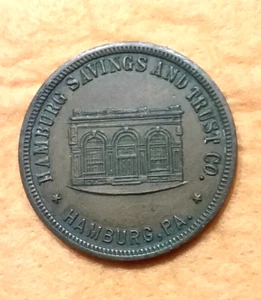 HAMBURG SAVINGS AND TRUST CO.
HAMBURG, PA.